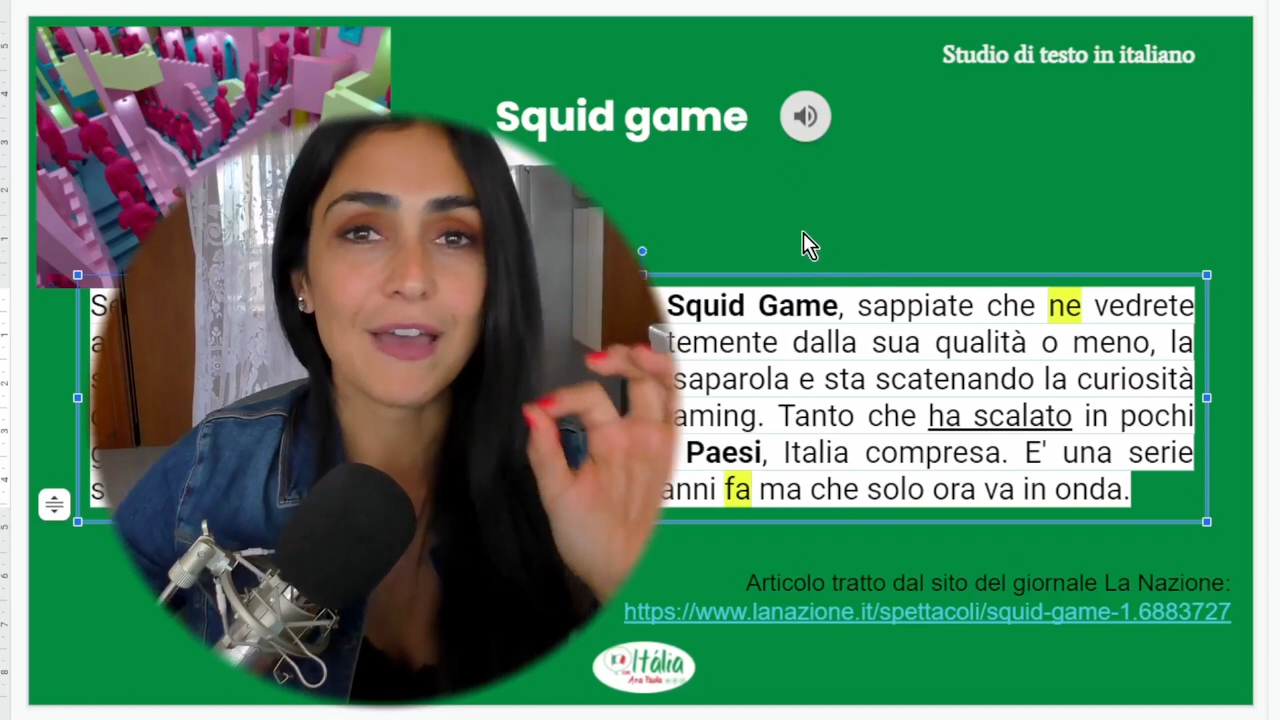 Studio di testo in italiano
Squid game
Squid Game, sappiate che ne vedrete
dalla sua qualità o meno, la
e sta scatenando la curiosità
Tanto che ha scalato in pochi
Paesi, Italia compresa. E' una serie
anni fa ma che solo ora va in onda.
Articolo tratto dal sito del giornale La Nazione:
https://www.lanazione.it/spettacoli/squid-game-1.6883727
Itália
com
Ana Paula